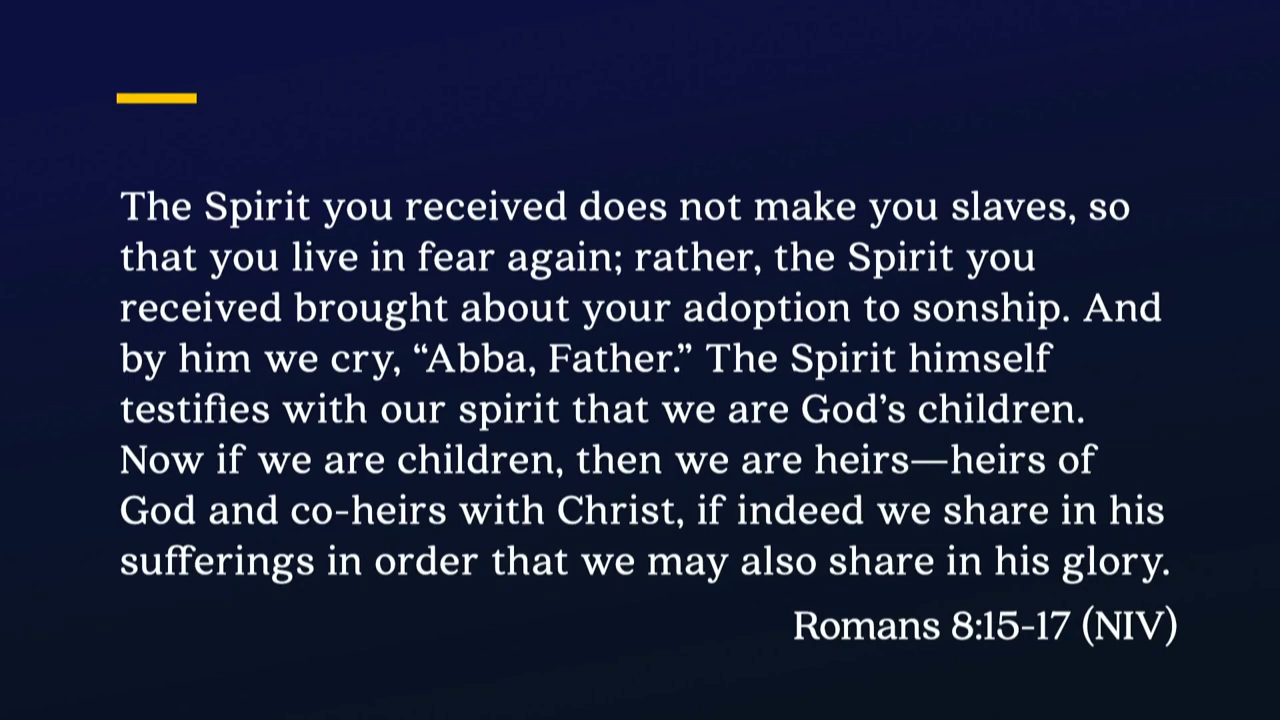 The Spirit you received does not make you slaves, so
that you live in fear again; rather, the Spirit you
received brought about your adoption to sonship. And
by him we cry, “Abba, Father.” The Spirit himself
testifies with our spirit that we are God’s children.
Now if we are children, then we are heirs—heirs of
God and co-heirs with Christ, if indeed we share in his
sufferings in order that we may also share in his glory.
Romans 8:15-17 (NIV)